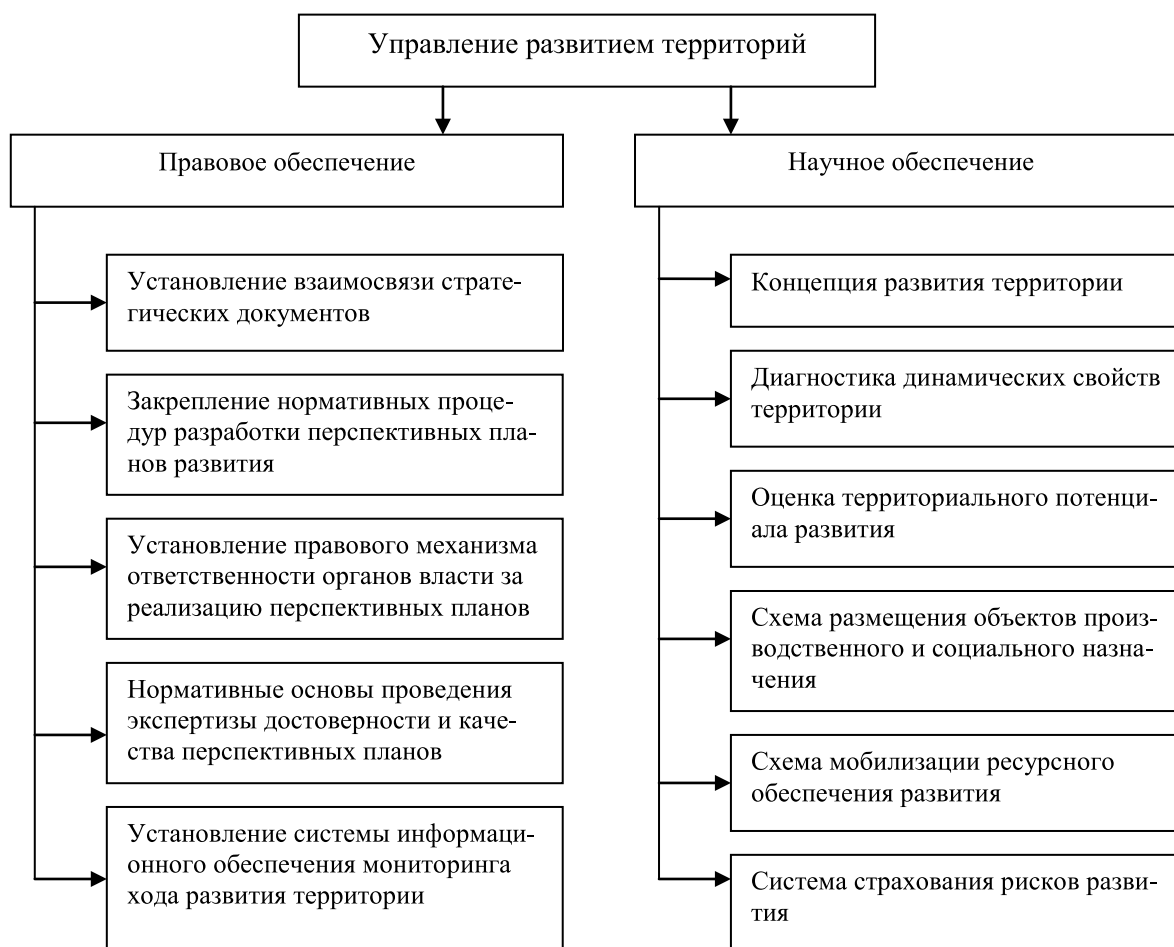 Управление развитием территорий
Правовое обеспечение
Установление взаимосвязи страте-
гических документов
Закрепление нормативных проце-
дур разработки перспективных пла-
нов развития
Установление правового механизма
ответственности органов власти за
реализацию перспективных планов
Нормативные основы проведения
экспертизы достоверности и каче-
ства перспективных планов
Установление системы информаци-
онного обеспечения мониторинга
хода развития территории
Научное обеспечение
Концепция развития территории
Диагностика динамических свойств
территории
Оценка территориального потенци-
ала развития
Схема размещения объектов произ-
водственного и социального назна-
чения
Схема мобилизации ресурсного
обеспечения развития
Система страхования рисков разви-
тия